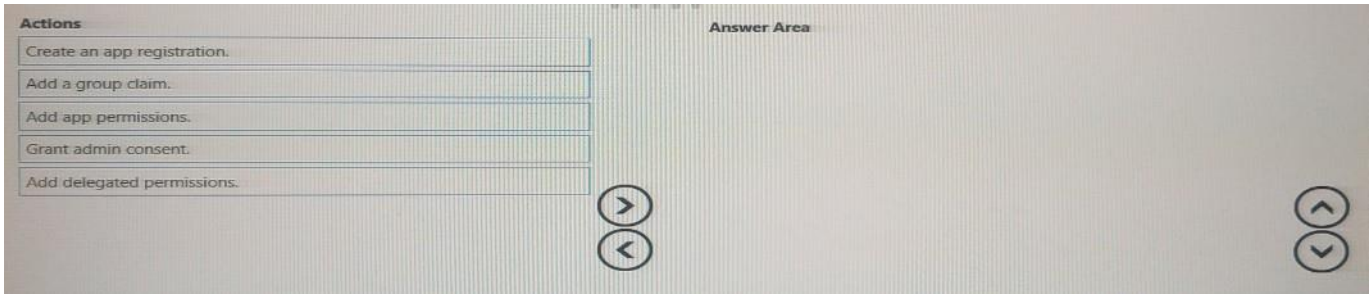 Actions
Answer Area
Create an app registration.
Add a group claim.
Add app permissions.
Grant admin consent.
Add delegated permissions.